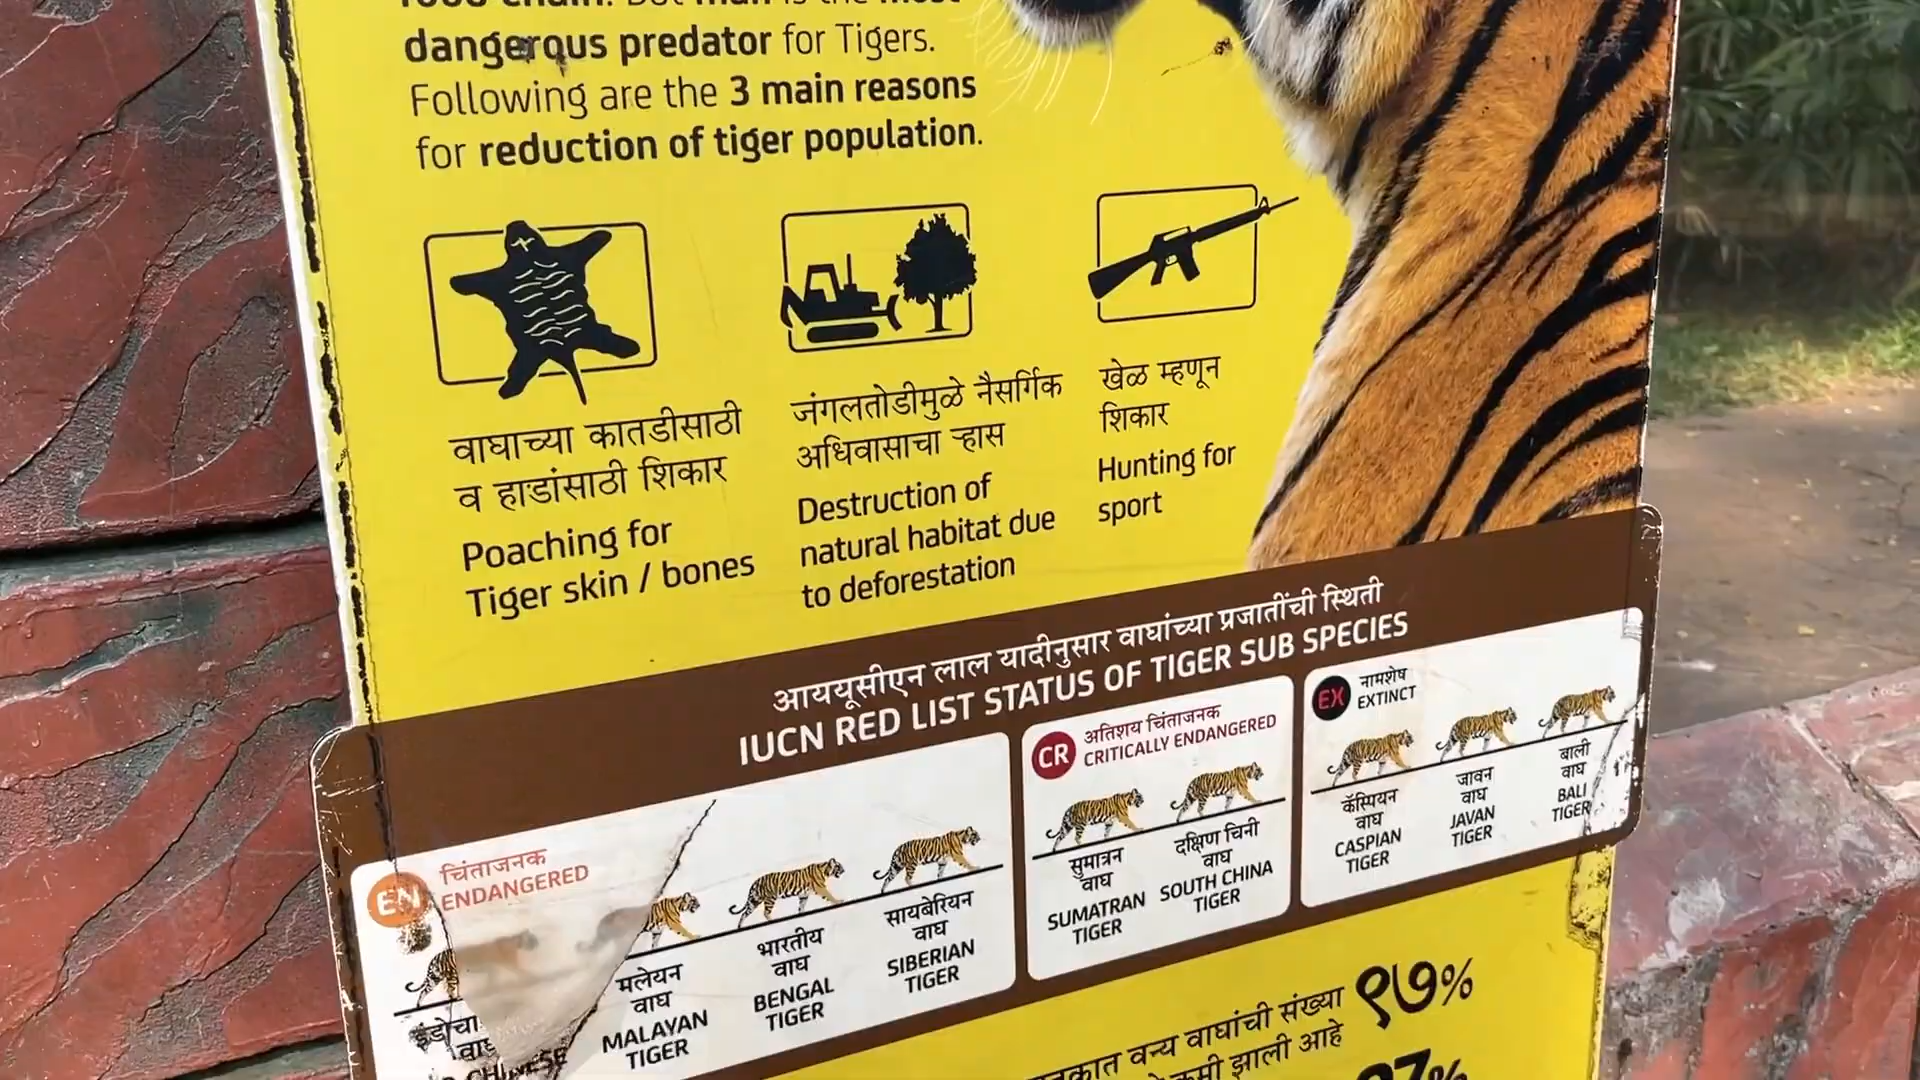 dangerous predator for Tigers.
Following are the 3 main reasons
for reduction of tiger population.
वाघाच्या कातडीसाठी
व हाडांसाठी शिकार
Poaching for
Tiger skin / bones
जंगलतोडीमुळे नैसर्गिक
अधिवासाचा ऱ्हास
Destruction of
natural habitat due
to deforestation
खेळ म्हणून
शिकार
Hunting for
sport
आययूसीएन लाल यादीनुसार वाघांच्या प्रजातींची स्थिती
IUCN RED LIST STATUS OF TIGER SUB SPECIES
EN
चिंताजनक
ENDANGERED
मलेयन
वाघ
MALAYAN
TIGER
भारतीय
वाघ
BENGAL
TIGER
सायबेरियन
वाघ
SIBERIAN
TIGER
CR
अतिशय चिंताजनक
CRITICALLY ENDANGERED
सुमात्रन
वाघ
SUMATRAN
TIGER
दक्षिण चिनी
वाघ
SOUTH CHINA
TIGER
EX
नामशेष
EXTINCT
कॅस्पियन
वाघ
CASPIAN
TIGER
जावन
वाघ
JAVAN
TIGER
बाली
वाघ
BALI
TIGER
वन्य वाघांची संख्या ९७%
कमी झाली आहे
97%